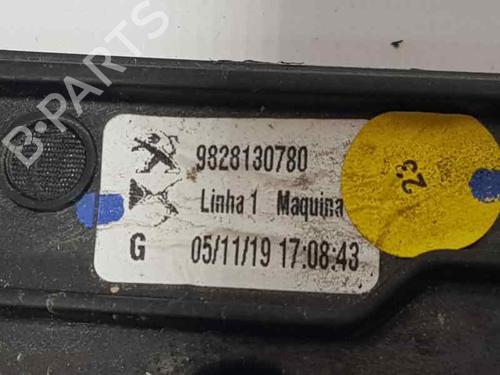 B-PARTS
9828130780
Linha 1 Maquina
G 05/11/19 17:08:43
23